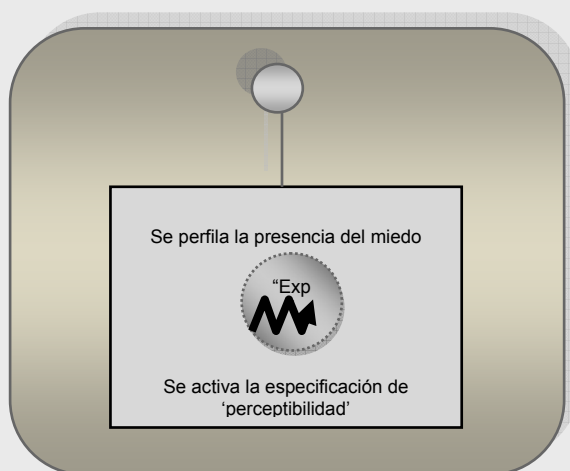 Se perfila la presencia del miedo
“Exp
Se activa la especificación de
‘perceptibilidad’